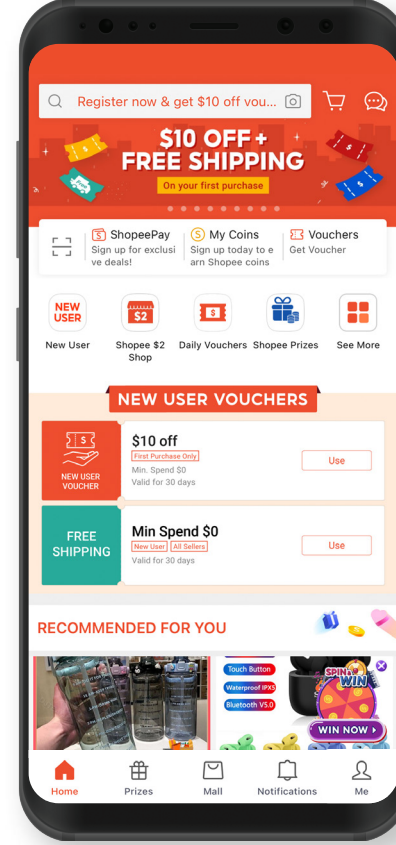 Register now & get $10 off vou...
$10 OFF +
FREE SHIPPING
On your first purchase
ShopeePay
Sign up for exclusi
ve deals!
My Coins
Sign up today to e
arn Shopee coins
Vouchers
Get Voucher
NEW
USER
New User
$2
Shopee $2
Shop
Daily Vouchers
Shopee Prizes
See More
NEW USER VOUCHERS
NEW USER
VOUCHER
$10 off
First Purchase Only
Min. Spend $0
Valid for 30 days
Use
FREE
SHIPPING
Min Spend $0
New User
All Sellers
Valid for 30 days
Use
RECOMMENDED FOR YOU
Touch Button
Waterproof IPX5
Bluetooth V5.0
SPIN N
WIN
WIN NOW
Home
Prizes
Mall
Notifications
Me